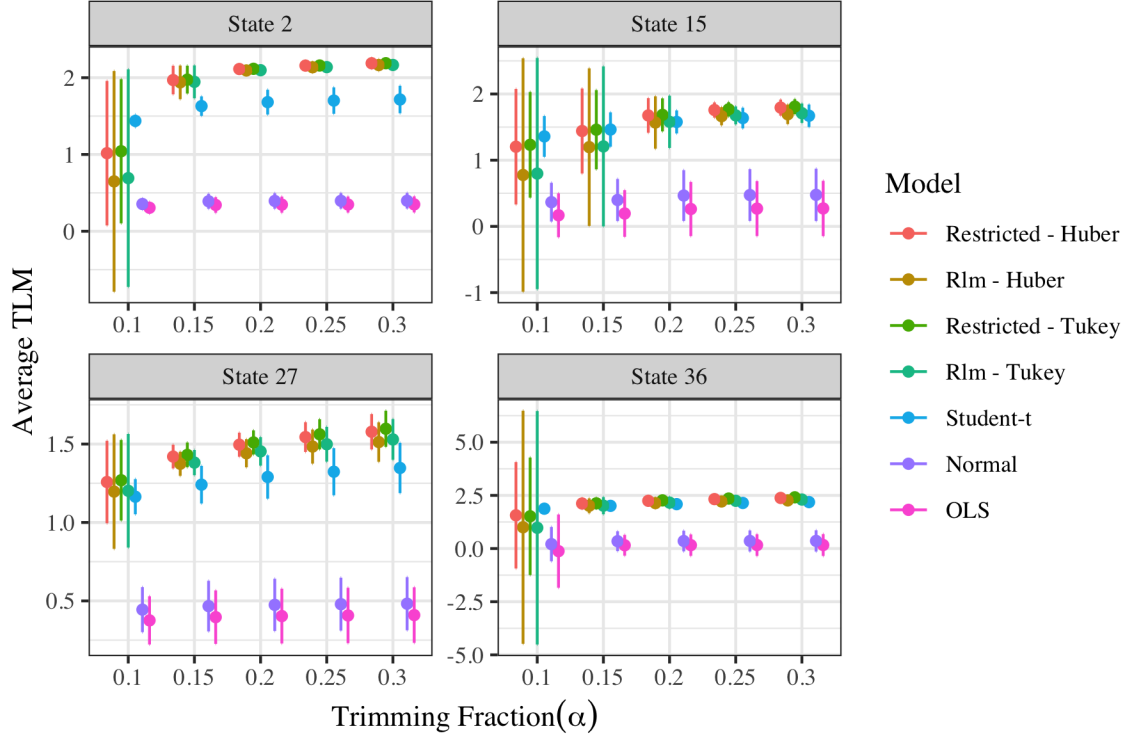 State 2
State 15
2
1
0
2
1
0
-1
0.1 0.15 0.2 0.25 0.3
0.1 0.15 0.2 0.25 0.3
State 27
State 36
1.5
1.0
0.5
5.0
2.5
0.0
-2.5
-5.0
0.1 0.15 0.2 0.25 0.3
0.1 0.15 0.2 0.25 0.3
Average TLM
Trimming Fraction(α)
Model
Restricted - Huber
Rlm - Huber
Restricted - Tukey
Rlm - Tukey
Student-t
Normal
OLS